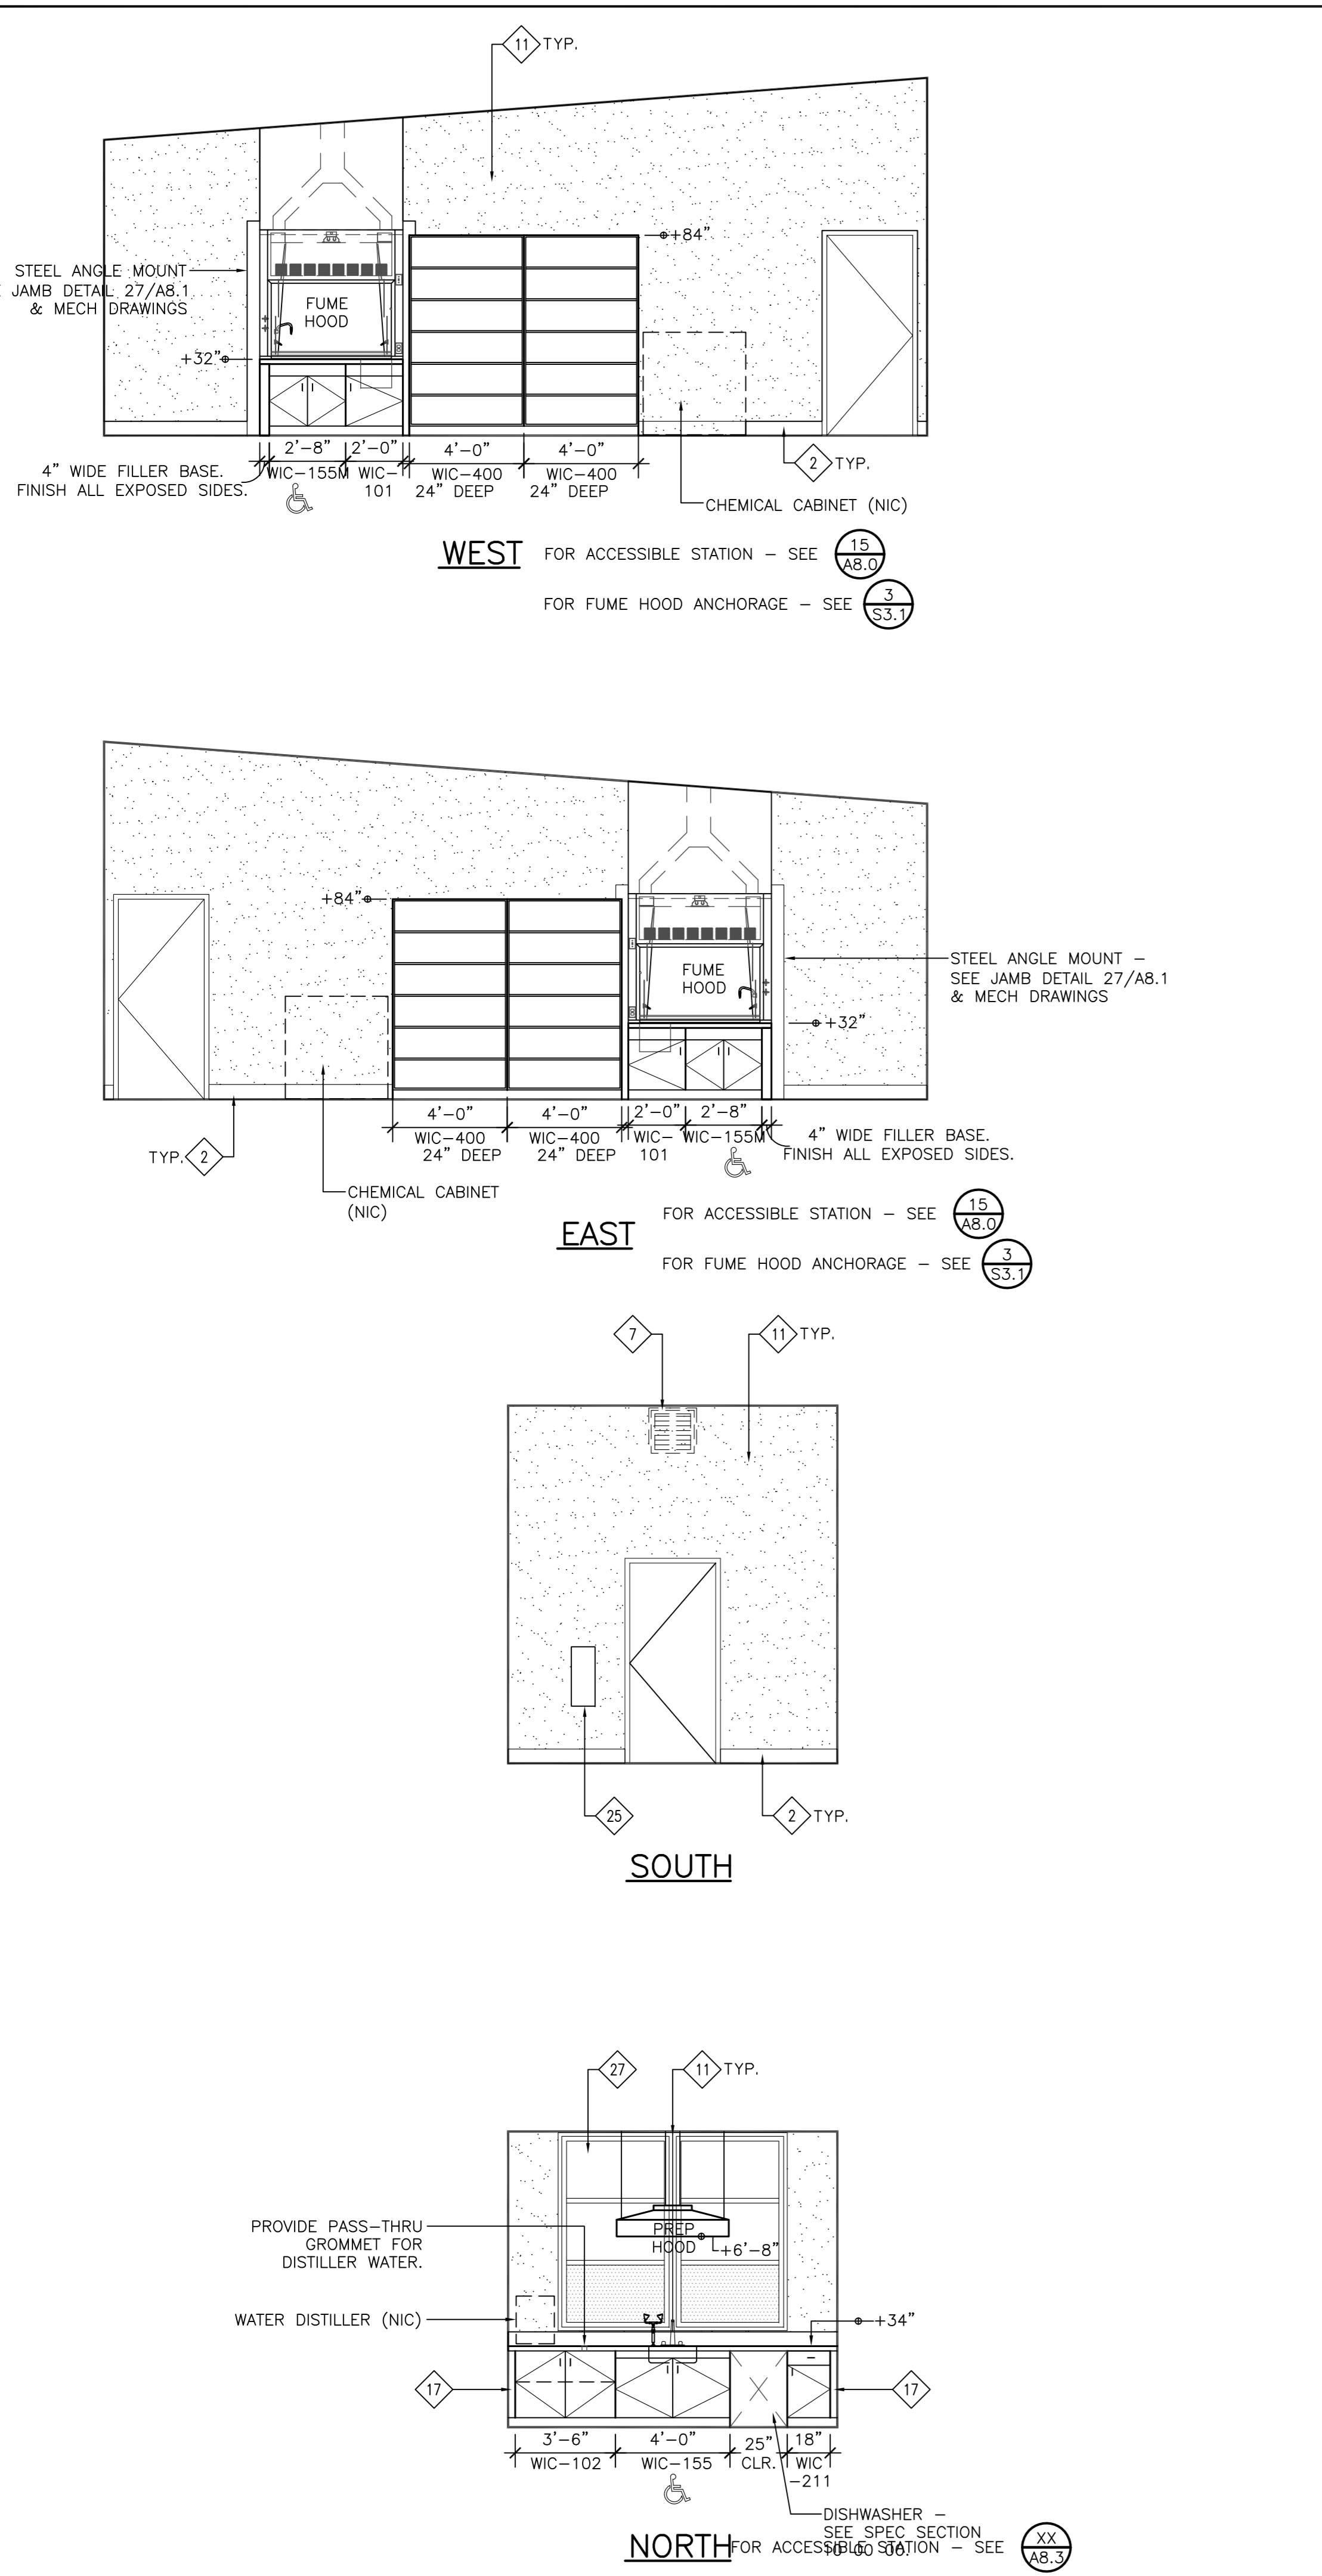 11 TYP.
+84”
STEEL ANGLE MOUNT
JAMB DETAIL 27/A8.1
& MECH DRAWINGS
FUME
HOOD
+32”
2’-8” 2’-0” 4’-0” 4’-0”
WIC-155M WIC-101 WIC-400 WIC-400
24” DEEP 24” DEEP
4” WIDE FILLER BASE.
FINISH ALL EXPOSED SIDES.
2 TYP.
CHEMICAL CABINET (NIC)
WEST FOR ACCESSIBLE STATION - SEE 15 A8.0
FOR FUME HOOD ANCHORAGE - SEE 3 S3.1
+84”
FUME
HOOD
STEEL ANGLE MOUNT -
SEE JAMB DETAIL 27/A8.1
& MECH DRAWINGS
+32”
4’-0” 4’-0” 2’-0” 2’-8”
WIC-400 WIC-400 WIC-101 WIC-155M
24” DEEP 24” DEEP
4” WIDE FILLER BASE.
FINISH ALL EXPOSED SIDES.
TYP. 2
CHEMICAL CABINET
(NIC)
EAST FOR ACCESSIBLE STATION - SEE 15 A8.0
FOR FUME HOOD ANCHORAGE - SEE 3 S3.1
7 11 TYP.
25 2 TYP.
SOUTH
27 11 TYP.
PROVIDE PASS-THRU
GROMMET FOR
DISTILLER WATER.
PREP
HOOD
+6’-8”
WATER DISTILLER (NIC)
+34”
17 17
3’-6” 4’-0” 25” 18”
WIC-102 WIC-155 CLR. WIC
-211
DISHWASHER -
SEE SPEC SECTION
10 00 06.
NORTH FOR ACCESSIBLE STATION - SEE XX A8.3